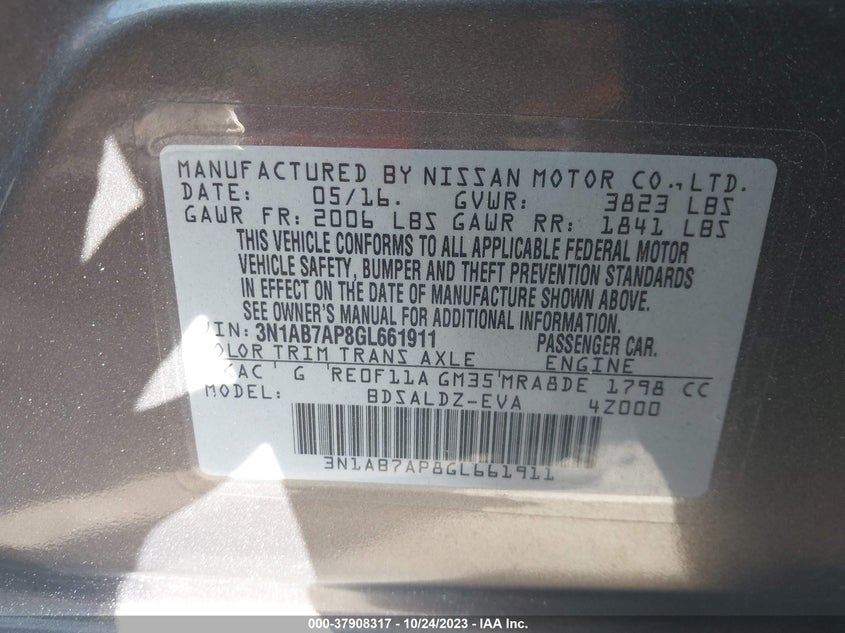 MANUFACTURED BY NISSAN MOTOR CO., LTD.
DATE: 05/16. GVWR: 3823 LBS
GAWR FR: 2006 LBS GAWR RR: 1841 LBS
THIS VEHICLE CONFORMS TO ALL APPLICABLE FEDERAL MOTOR
VEHICLE SAFETY, BUMPER AND THEFT PREVENTION STANDARDS
IN EFFECT ON THE DATE OF MANUFACTURE SHOWN ABOVE.
SEE OWNER'S MANUAL FOR ADDITIONAL INFORMATION.
VIN: 3N1AB7AP8GL661911 PASSENGER CAR.
COLOR TRIM TRANS AXLE ENGINE
G RE0F11A GM35 MRA8DE 1798 CC
MODEL: BDSALDZ-EVA 4Z000
3N1AB7AP8GL661911
000-37908317 - 10/24/2023 - IAA Inc.